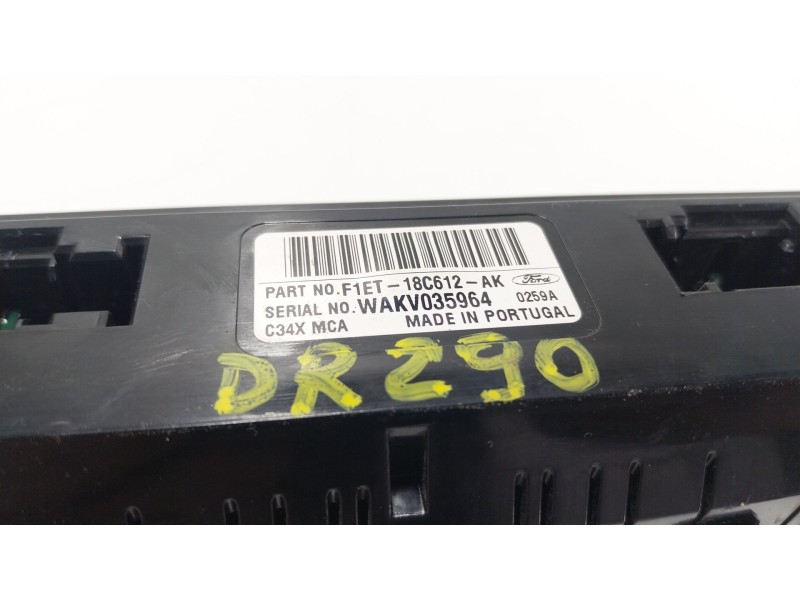 PART NO. F1ET-18C612-AK Ford
SERIAL NO. WAKV035964 0259A
C34X MCA MADE IN PORTUGAL
DR290